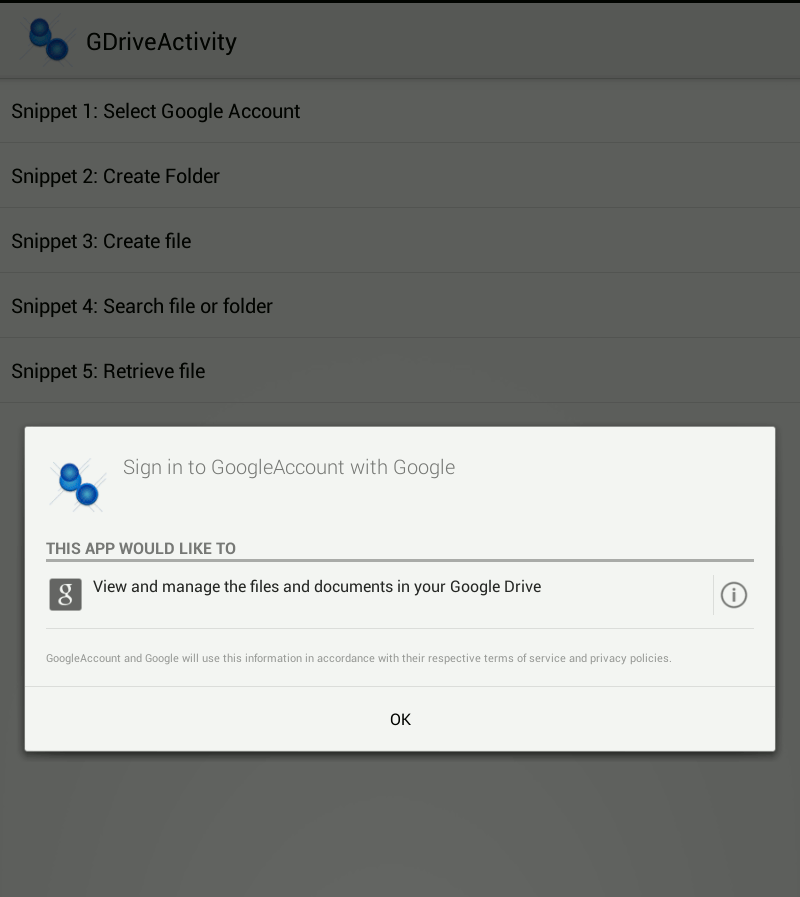 GDriveActivity
Snippet 1: Select Google Account
Snippet 2: Create Folder
Snippet 3: Create file
Snippet 4: Search file or folder
Snippet 5: Retrieve file
Sign in to GoogleAccount with Google
THIS APP WOULD LIKE TO
g View and manage the files and documents in your Google Drive i
GoogleAccount and Google will use this information in accordance with their respective terms of service and privacy policies.
OK